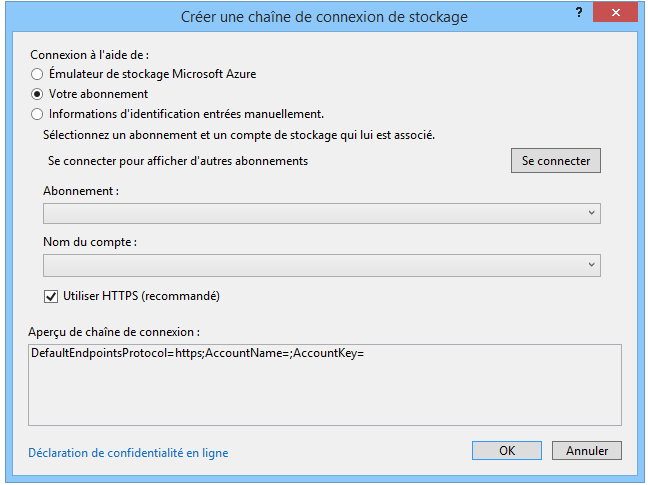 Créer une chaîne de connexion de stockage
?
Connexion à l'aide de :
Émulateur de stockage Microsoft Azure
Votre abonnement
Informations d'identification entrées manuellement.
Sélectionnez un abonnement et un compte de stockage qui lui est associé.
Se connecter pour afficher d'autres abonnements
Se connecter
Abonnement :
Nom du compte :
Utiliser HTTPS (recommandé)
Aperçu de chaîne de connexion :
DefaultEndpointsProtocol=https;AccountName=;AccountKey=
Déclaration de confidentialité en ligne
OK
Annuler